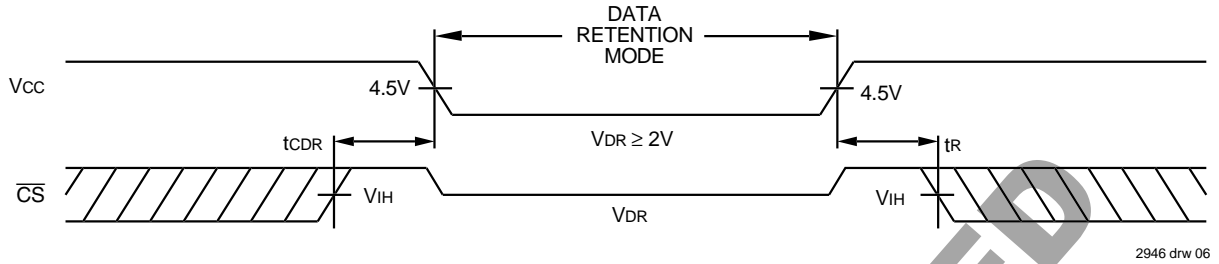 DATA
RETENTION
MODE
VCC
4.5V
4.5V
tCDR
VDR ≥ 2V
tR
CS
VIH
VDR
VIH
2946 drw 06